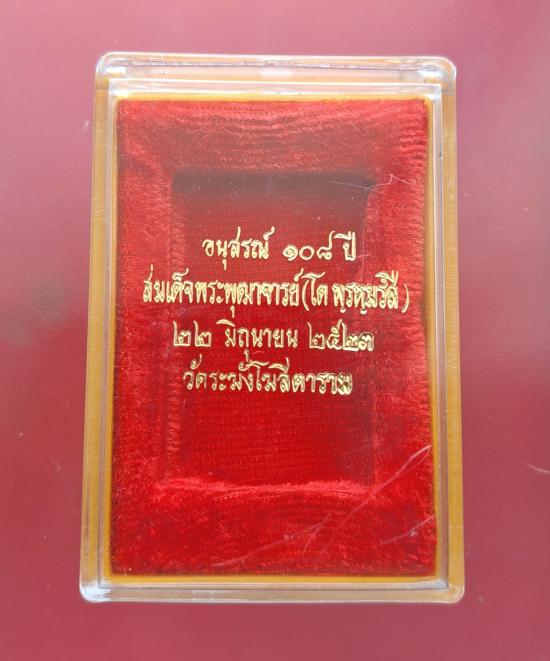 อนุสรณ์ ๑๐๘ ปี
สมเด็จพระพุฒาจารย์(โต พฺรหฺมรํสี)
๒๒ มิถุนายน ๒๕๒๓
วัดระฆังโฆสิตาราม